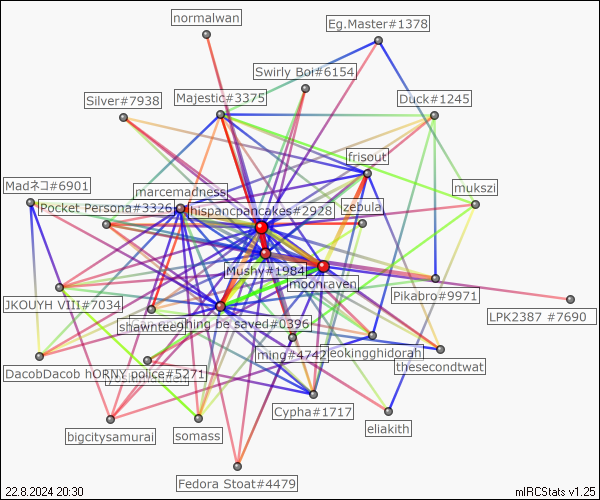 normalwan
Eg.Master#1378
Swirly Boi#6154
Silver#7938
Majestic#3375
Duck#1245
frisout
Madネコ#6901
marcemadness
mukszi
Pocket Persona#3326
hispancpancakes#2928
zebula
Mushy#1984
moonraven
Pikabro#9971
JKOUYH VIII#7034
LPK2387 #7690
shawntee9
hing be saved#0396
ming#4742
eokingghidorah
thesecondtwat
DacobDacob hORNY police#5271
Cypha#1717
bigcitysamurai
somass
eliakith
Fedora Stoat#4479
22.8.2024 20:30
mIRCStats v1.25